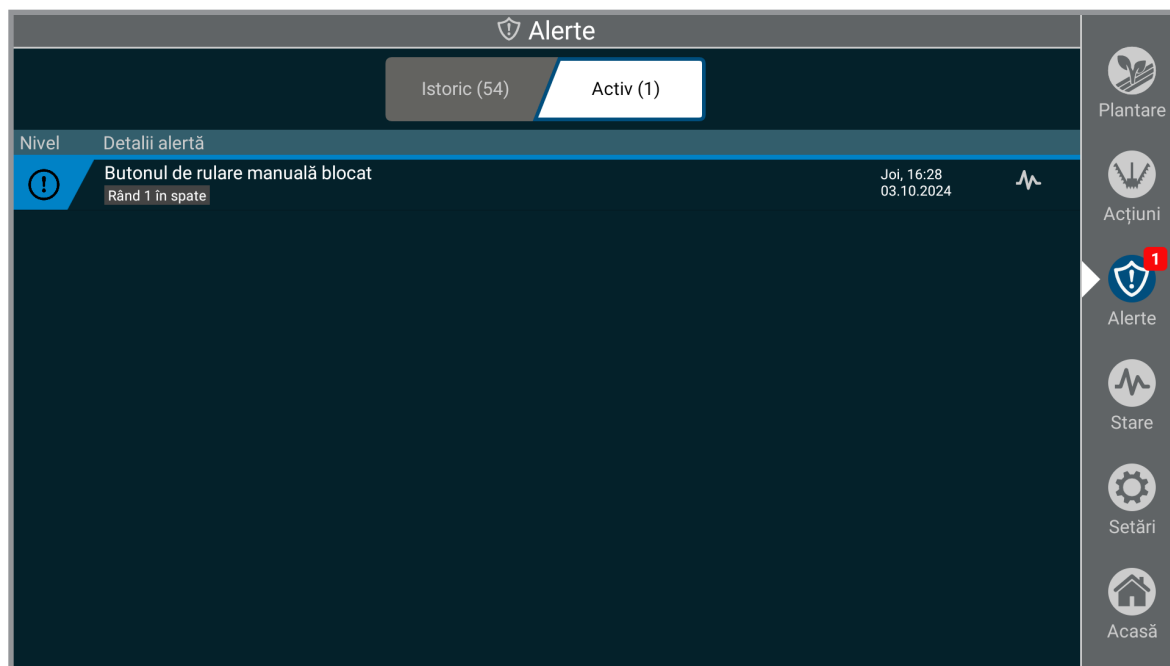 Alerte
Istoric (54)
Activ (1)
Nivel
Detalii alertă
Butonul de rulare manuală blocat
Rând 1 în spate
Joi, 16:28
03.10.2024
Plantare
Acțiuni
1
Alerte
Stare
Setări
Acasă